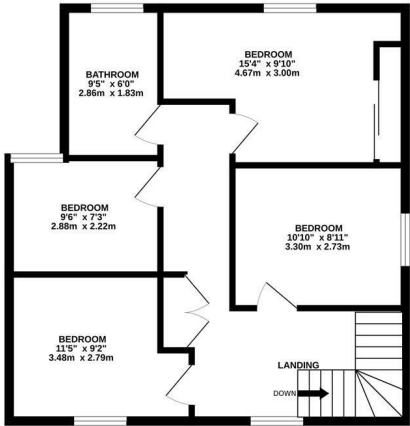 BEDROOM
15'4" x 9'10"
4.67m x 3.00m
BATHROOM
9'5" x 6'0"
2.86m x 1.83m
BEDROOM
9'6" x 7'3"
2.88m x 2.22m
BEDROOM
10'10" x 8'11"
3.30m x 2.73m
BEDROOM
11'5" x 9'2"
3.48m x 2.79m
LANDING
DOWN